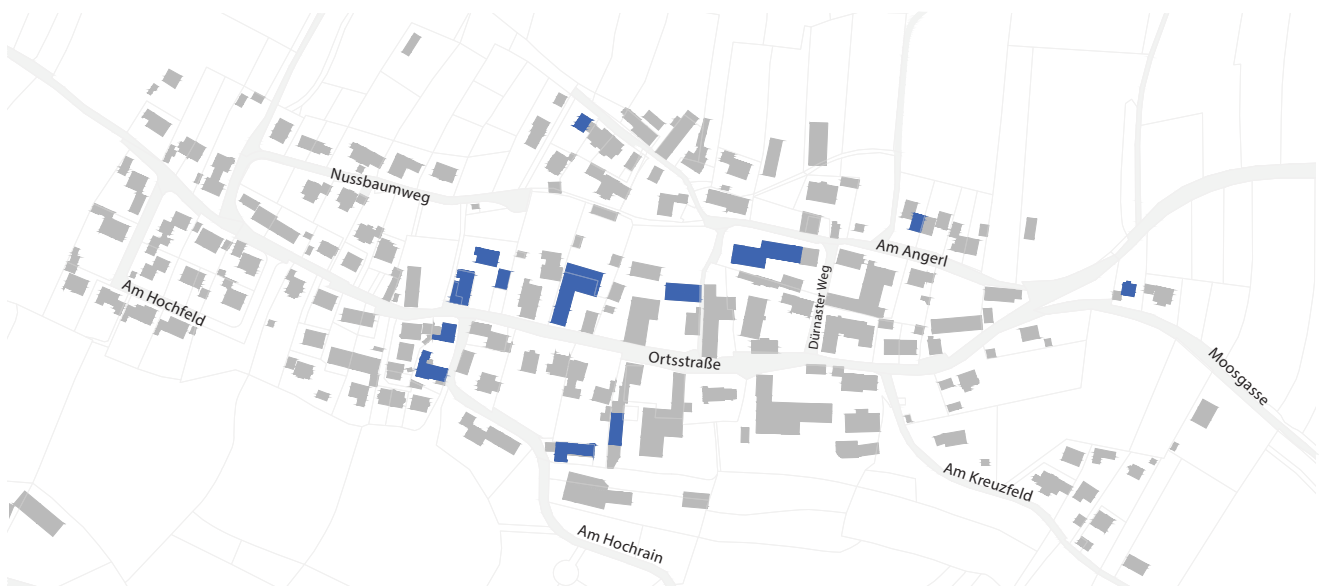 Nussbaumweg
Am Angerl
Am Hochfeld
Dürnaster Weg
Ortsstraße
Moosgasse
Am Kreuzfeld
Am Hochrain